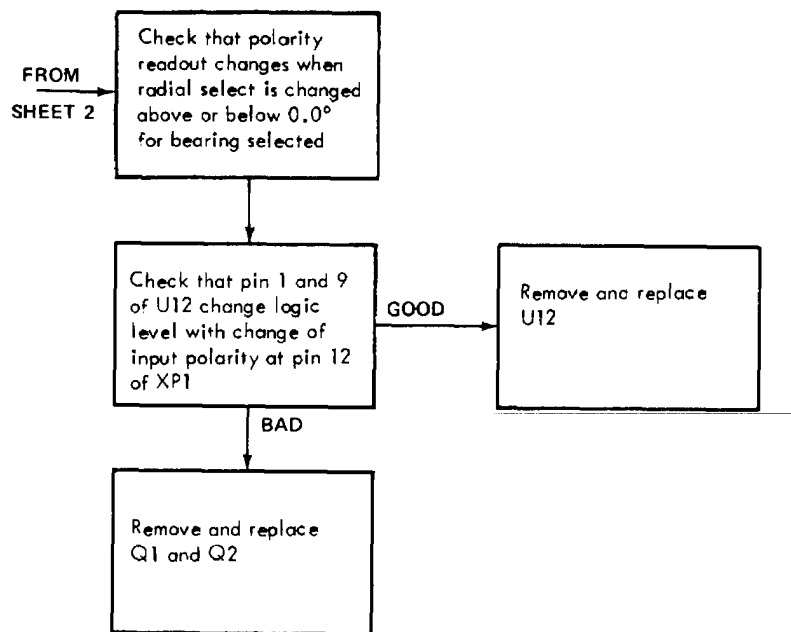 FROM
SHEET 2
Check that polarity
readout changes when
radial select is changed
above or below 0.0°
for bearing selected
Check that pin 1 and 9
of U12 change logic
level with change of
input polarity at pin 12
of XP1
GOOD
Remove and replace
U12
BAD
Remove and replace
Q1 and Q2